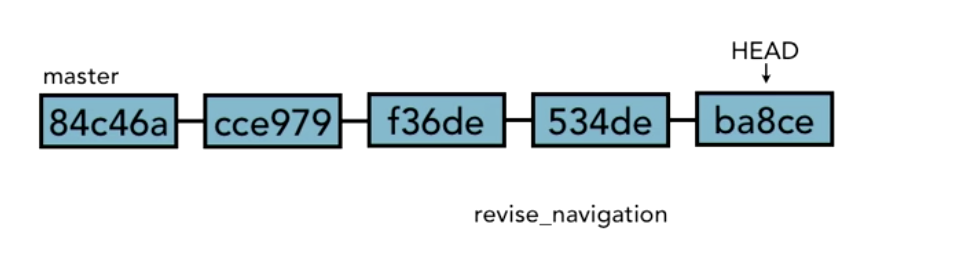 HEAD
master
84c46a cce979 f36de 534de ba8ce
revise_navigation